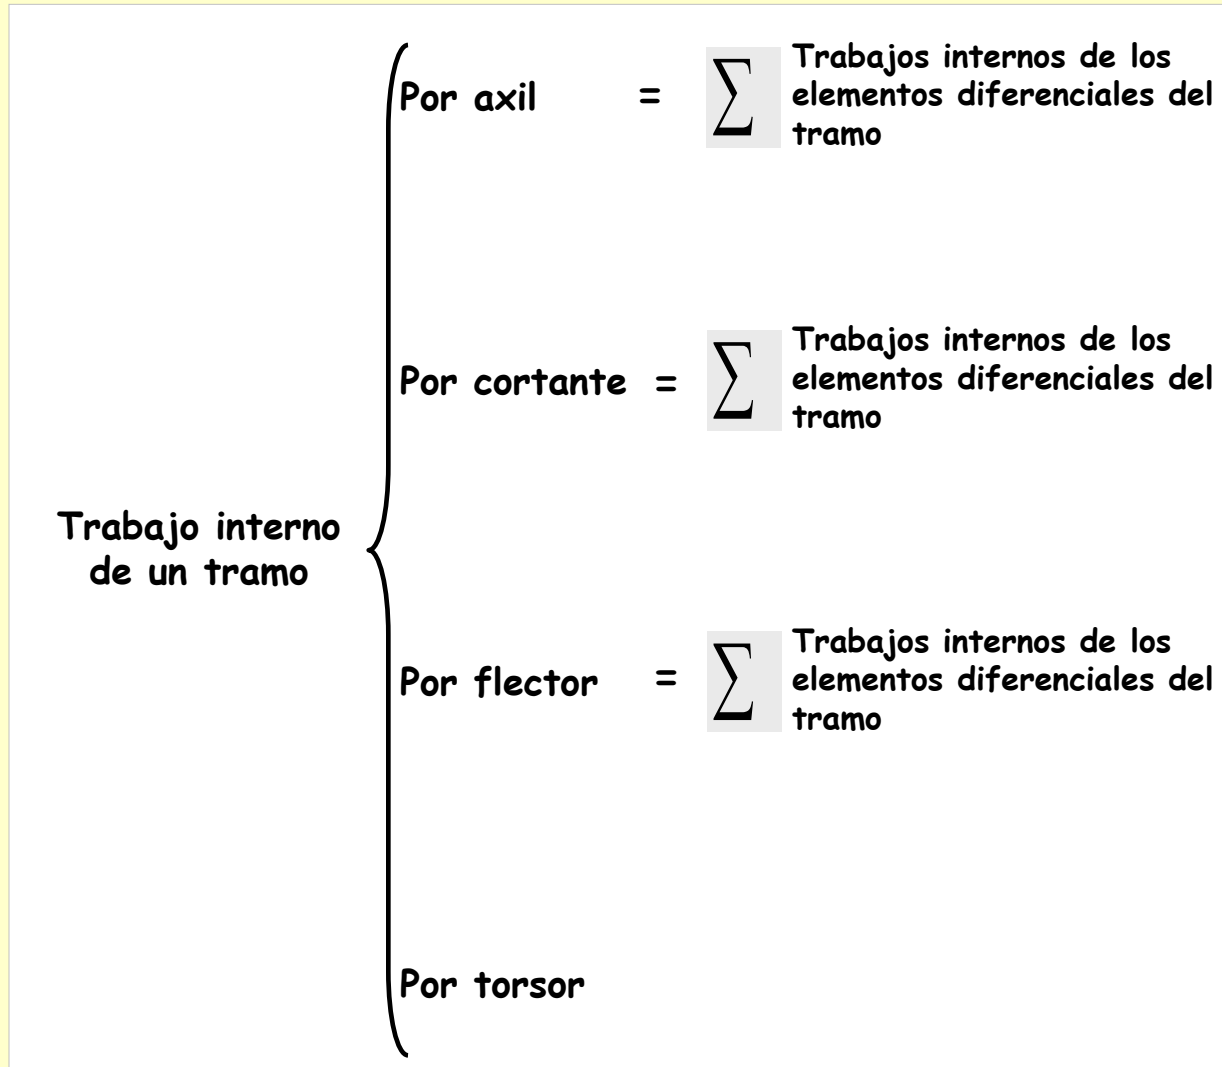 Por axil = ∑ Trabajos internos de los
elementos diferenciales del
tramo
Por cortante = ∑ Trabajos internos de los
elementos diferenciales del
tramo
Trabajo interno
de un tramo
Por flector = ∑ Trabajos internos de los
elementos diferenciales del
tramo
Por torsor